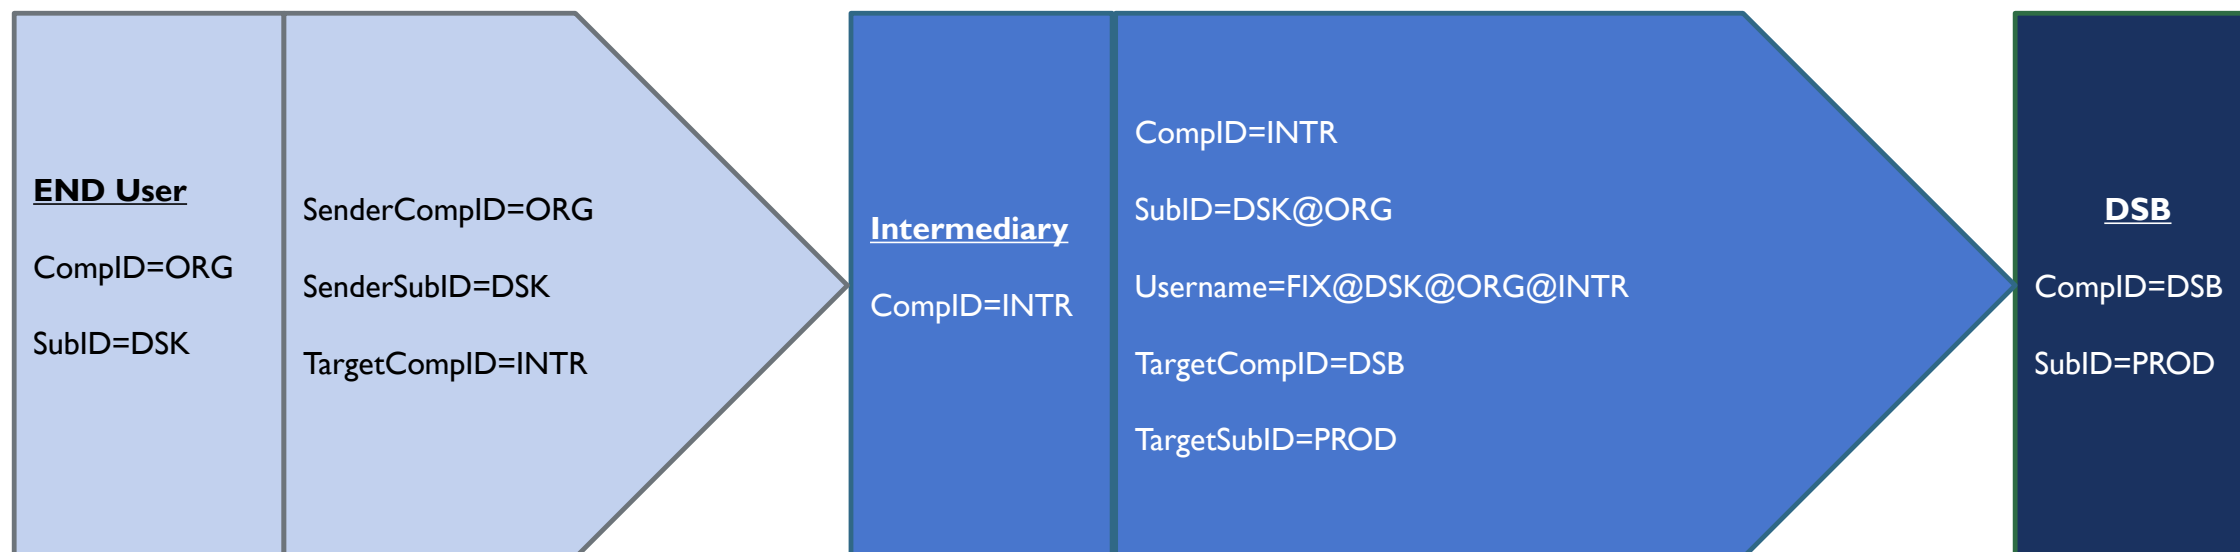 END User
CompID=ORG
SubID=DSK
SenderCompID=ORG
SenderSubID=DSK
TargetCompID=INTR
Intermediary
CompID=INTR
CompID=INTR
SubID=DSK@ORG
Username=FIX@DSK@ORG@INTR
TargetCompID=DSB
TargetSubID=PROD
DSB
CompID=DSB
SubID=PROD